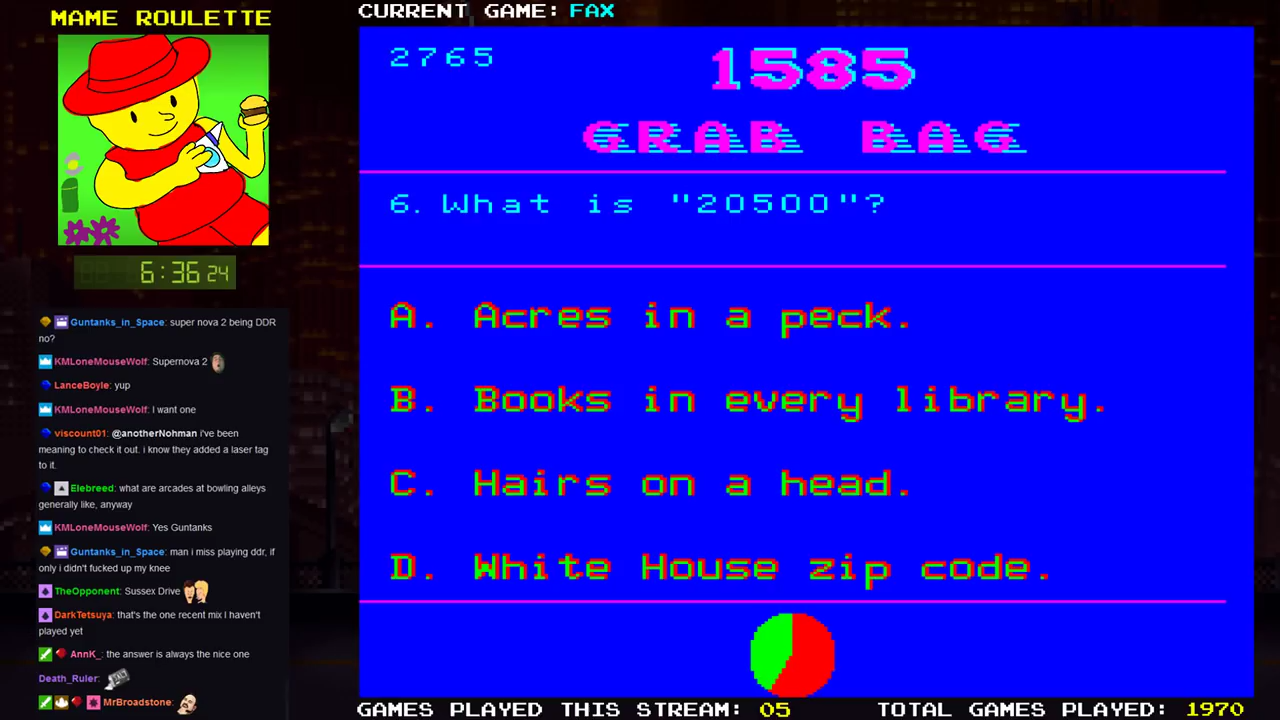 MAME ROULETTE
CURRENT GAME: FAX
2765
1585
GRAB BAG
6. What is "20500"?
A. Acres in a peck.
B. Books in every library.
C. Hairs on a head.
D. White House zip code.
6:36 24
Guntanks_in_Space: super nova 2 being DDR
no?
KMLoneMouseWolf: Supernova 2
LanceBoyle: yup
KMLoneMouseWolf: I want one
viscount01: @anotherNohman i've been
meaning to check it out. i know they added a laser tag
to it.
Elebreed: what are arcades at bowling alleys
generally like, anyway
KMLoneMouseWolf: Yes Guntanks
Guntanks_in_Space: man i miss playing ddr, if
only i didn't fucked up my knee
TheOpponent: Sussex Drive
DarkTetsuya: that's the one recent mix I haven't
played yet
AnnK_: the answer is always the nice one
Death_Ruler:
MrBroadstone:
GAMES PLAYED THIS STREAM: 05
TOTAL GAMES PLAYED: 1970